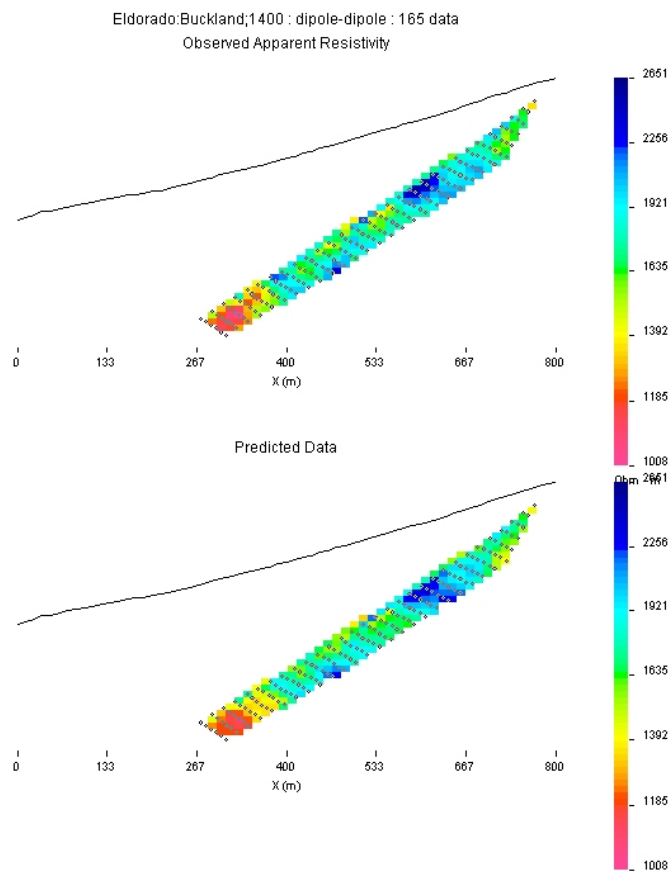 Eldorado:Buckland;1400 : dipole-dipole : 165 data
Observed Apparent Resistivity
2651
2256
1921
1635
1392
1185
1008
0 133 267 400 533 667 800
X (m)
Predicted Data
Ohm m
2651
2256
1921
1635
1392
1185
1008
0 133 267 400 533 667 800
X (m)